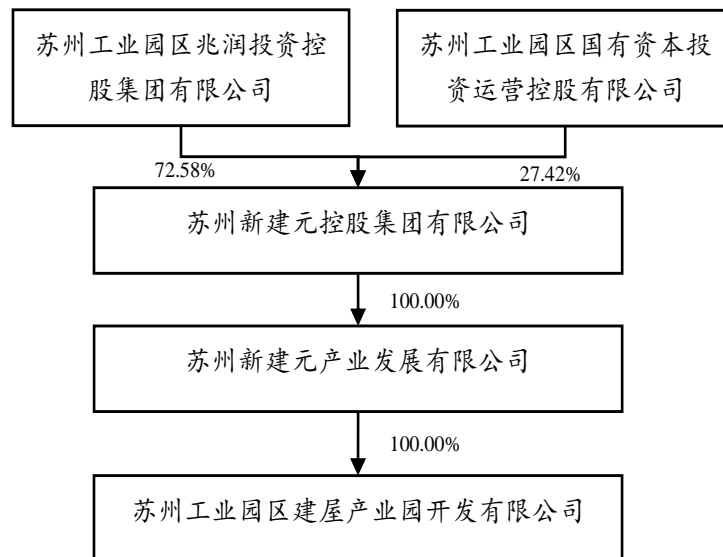 苏州工业园区兆润投资控
股集团有限公司
苏州工业园区国有资本投
资运营控股有限公司
72.58%
27.42%
苏州新建元控股集团有限公司
100.00%
苏州新建元产业发展有限公司
100.00%
苏州工业园区建屋产业园开发有限公司